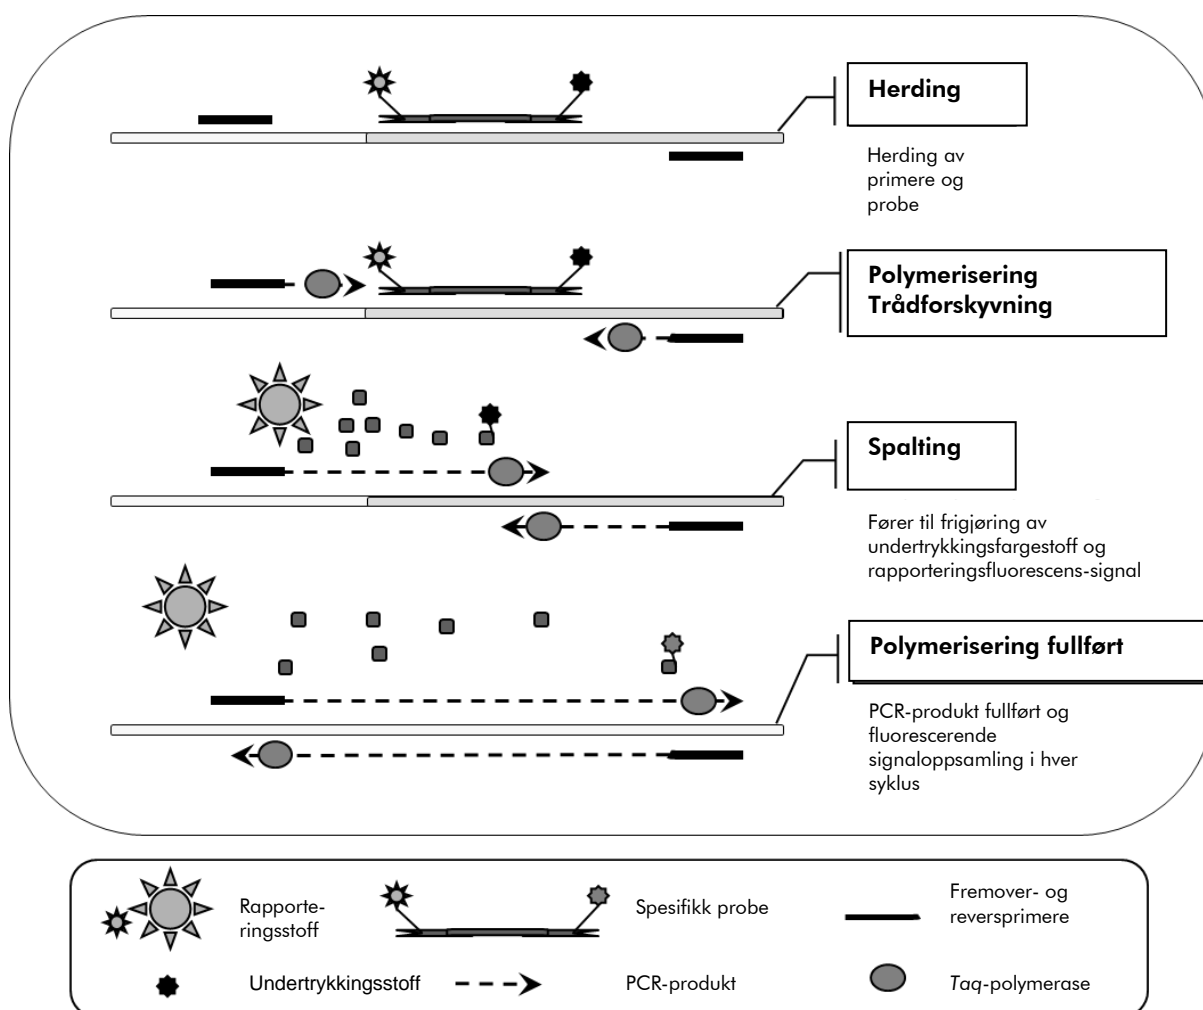 Herding
Herding av
primere og
probe
Polymerisering
Trådforskyvning
Spalting
Fører til frigjøring av
undertrykkingsfargestoff og
rapporteringsfluorescens-signal
Polymerisering fullført
PCR-produkt fullført og
fluorescerende
signaloppsamling i hver
syklus
Rapporte-
ringsstoff
Spesifikk probe
Fremover- og
reversprimere
Undertrykkingsstoff
PCR-produkt
Taq-polymerase